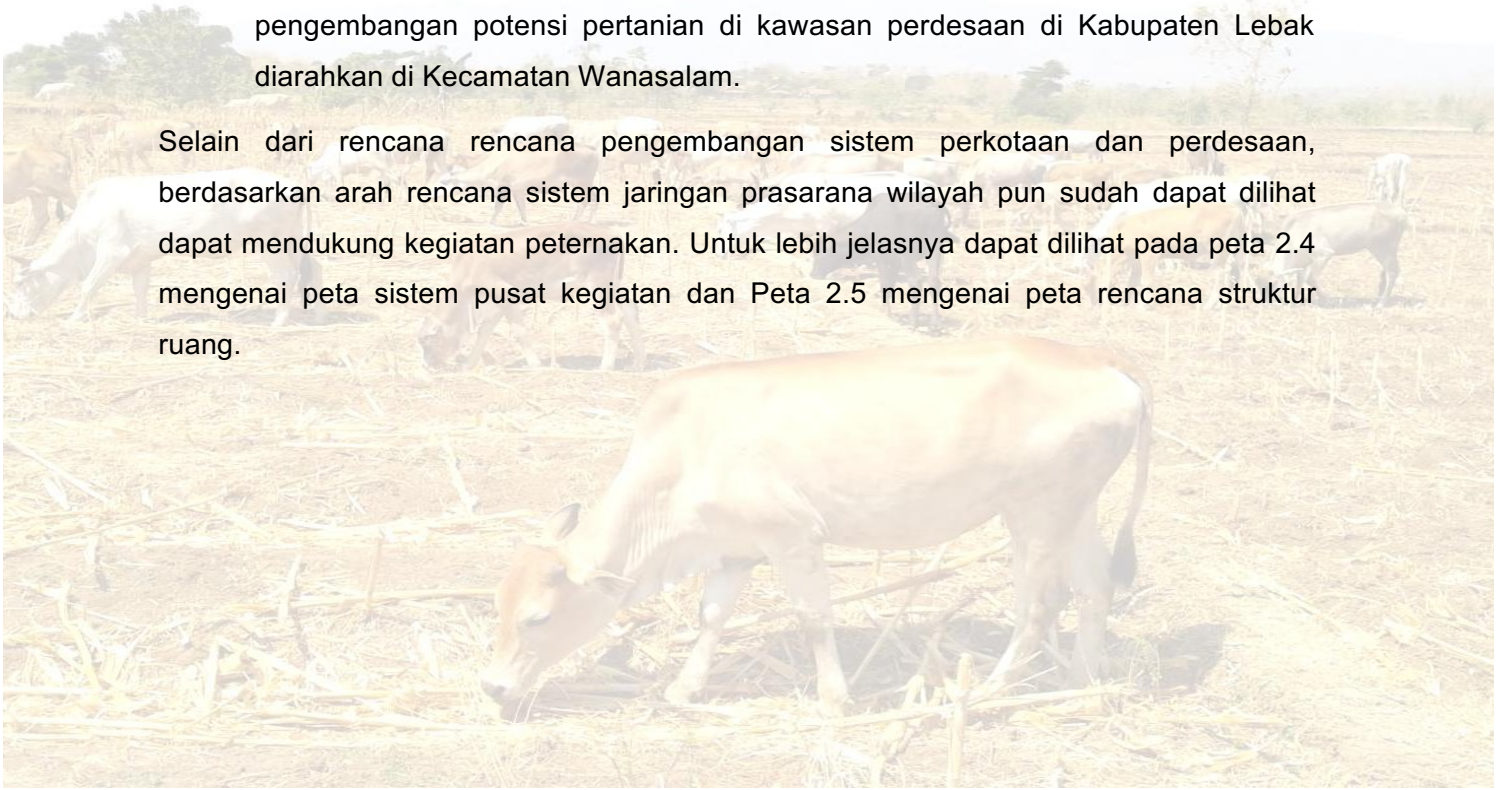 pengembangan potensi pertanian di kawasan perdesaan di Kabupaten Lebak
diarahkan di Kecamatan Wanasalam.
Selain dari rencana rencana pengembangan sistem perkotaan dan perdesaan,
berdasarkan arah rencana sistem jaringan prasarana wilayah pun sudah dapat dilihat
dapat mendukung kegiatan peternakan. Untuk lebih jelasnya dapat dilihat pada peta 2.4
mengenai peta sistem pusat kegiatan dan Peta 2.5 mengenai peta rencana struktur
ruang.